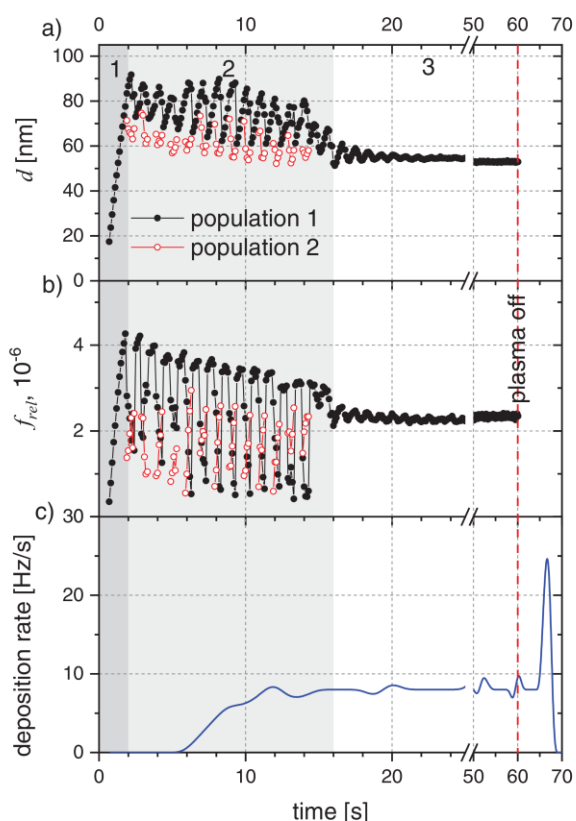 0 10 20 50 60 70
a)
1 2 3
100
80
60
40
20
0
d [nm]
population 1
population 2
b)
4
2
f_rel, 10^-6
plasma off
c)
30
20
10
0
deposition rate [Hz/s]
0 10 20 50 60 70
time [s]